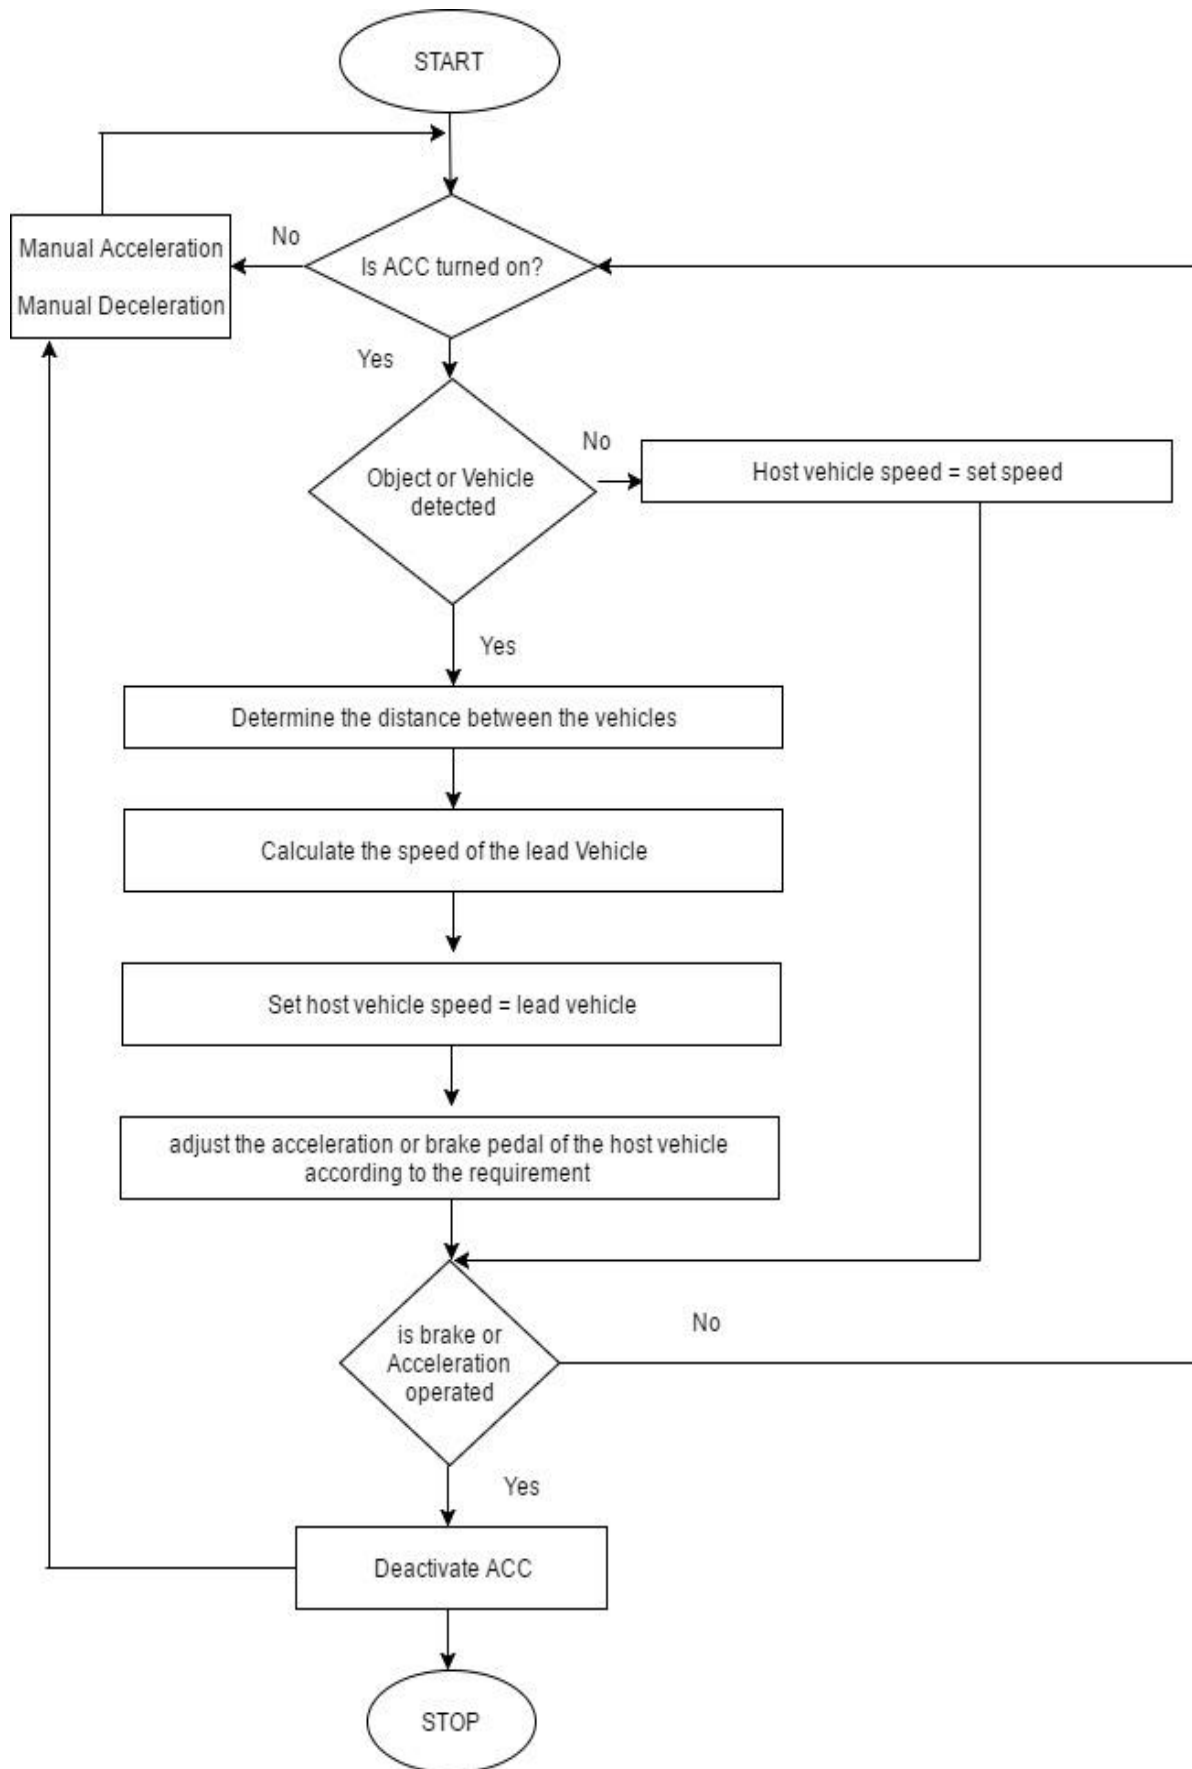 START
No
Manual Acceleration
Manual Deceleration
Is ACC turned on?
Yes
Object or Vehicle
detected
No
Host vehicle speed = set speed
Yes
Determine the distance between the vehicles
Calculate the speed of the lead Vehicle
Set host vehicle speed = lead vehicle
adjust the acceleration or brake pedal of the host vehicle
according to the requirement
is brake or
Acceleration
operated
No
Yes
Deactivate ACC
STOP